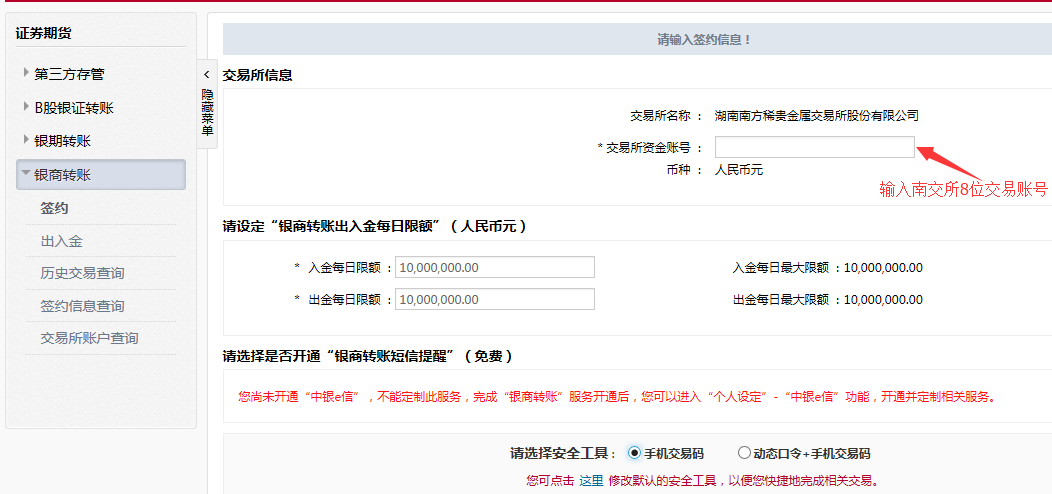 证券期货
第三方存管
B股银证转账
银期转账
银商转账
签约
出入金
历史交易查询
签约信息查询
交易所账户查询
<
隐藏菜单
请输入签约信息！
交易所信息
交易所名称 ： 湖南南方稀贵金属交易所股份有限公司
* 交易所资金账号 ：
币种 ： 人民币元
输入南交所8位交易账号
请设定“银商转账出入金每日限额”（人民币元）
* 入金每日限额 : 10,000,000.00 入金每日最大限额 : 10,000,000.00
* 出金每日限额 : 10,000,000.00 出金每日最大限额 : 10,000,000.00
请选择是否开通“银商转账短信提醒”（免费）
您尚未开通“中银e信”，不能定制此服务，完成“银商转账”服务开通后，您可以进入“个人设定”-“中银e信”功能，开通并定制相关服务。
请选择安全工具： 手机交易码 动态口令+手机交易码
您可点击 这里 修改默认的安全工具，以便您快捷地完成相关交易。